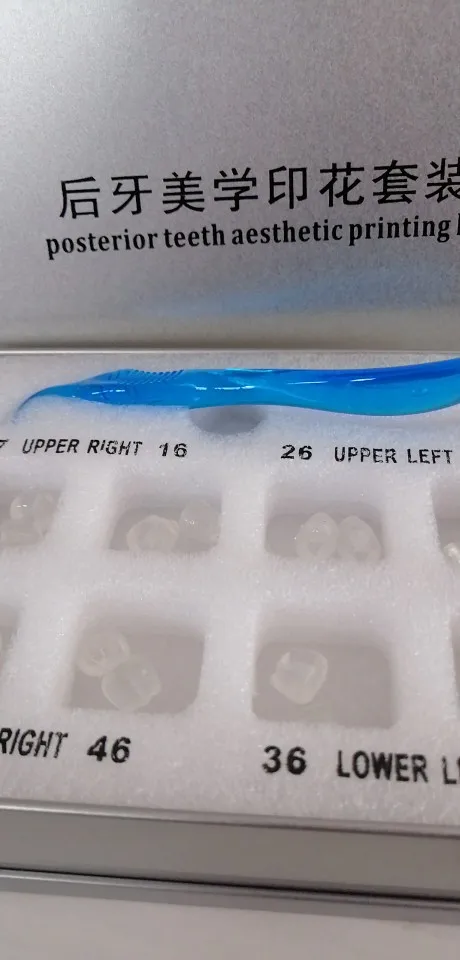 后牙美学印花套装
posterior teeth aesthetic printing
7 UPPER RIGHT 16
26 UPPER LEFT
RIGHT 46
36 LOWER